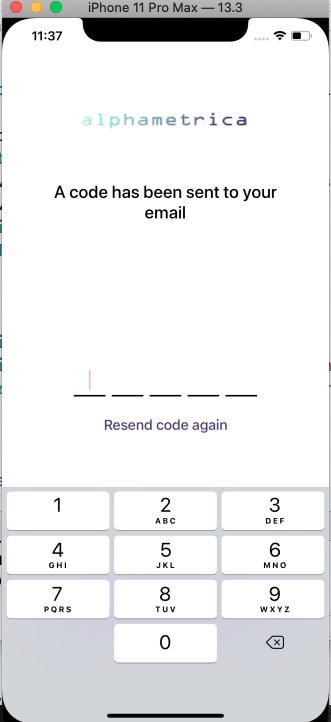 iPhone 11 Pro Max — 13.3
11:37
alphametrica
A code has been sent to your
email
Resend code again
1
2
ABC
3
DEF
4
GHI
5
JKL
6
MNO
7
PQRS
8
TUV
9
WXYZ
0